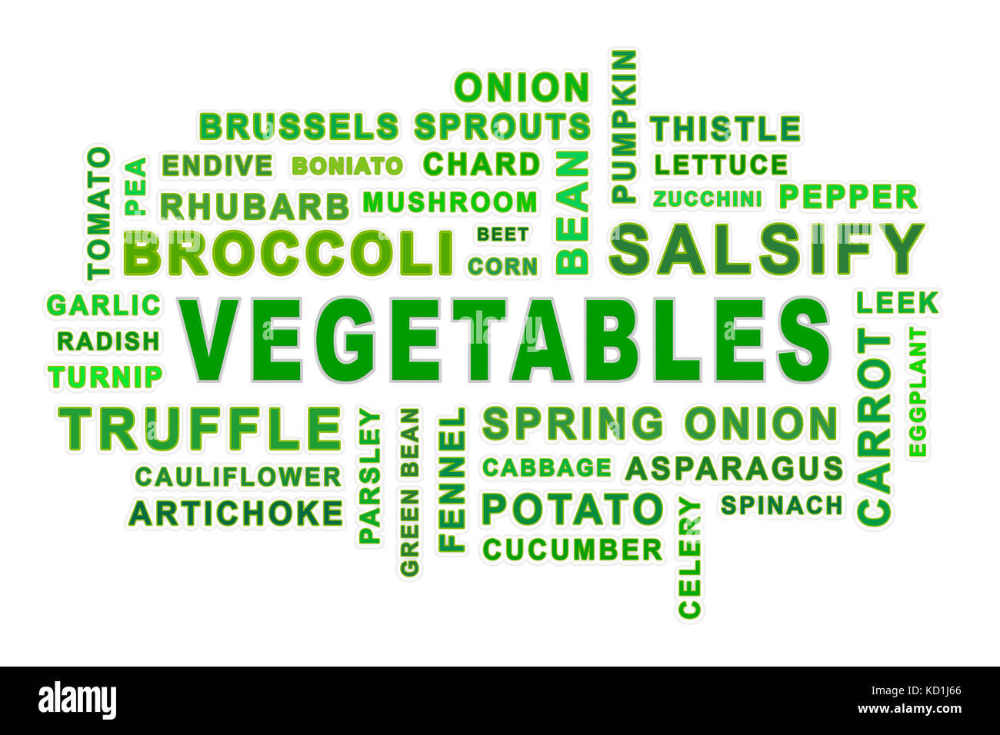 ONION
PUMPKIN
BRUSSELS SPROUTS
THISTLE
TOMATO
PEA
ENDIVE
BONIATO
CHARD
BEAN
LETTUCE
RHUBARB
MUSHROOM
ZUCCHINI
PEPPER
BROCCOLI
BEET
CORN
SALSIFY
GARLIC
RADISH
TURNIP
VEGETABLES
LEEK
CARROT
EGGPLANT
TRUFFLE
PARSLEY
GREEN BEAN
FENNEL
SPRING ONION
CAULIFLOWER
CABBAGE
ASPARAGUS
ARTICHOKE
POTATO
CELERY
SPINACH
CUCUMBER
alamy
Image ID: KD1J66
www.alamy.com